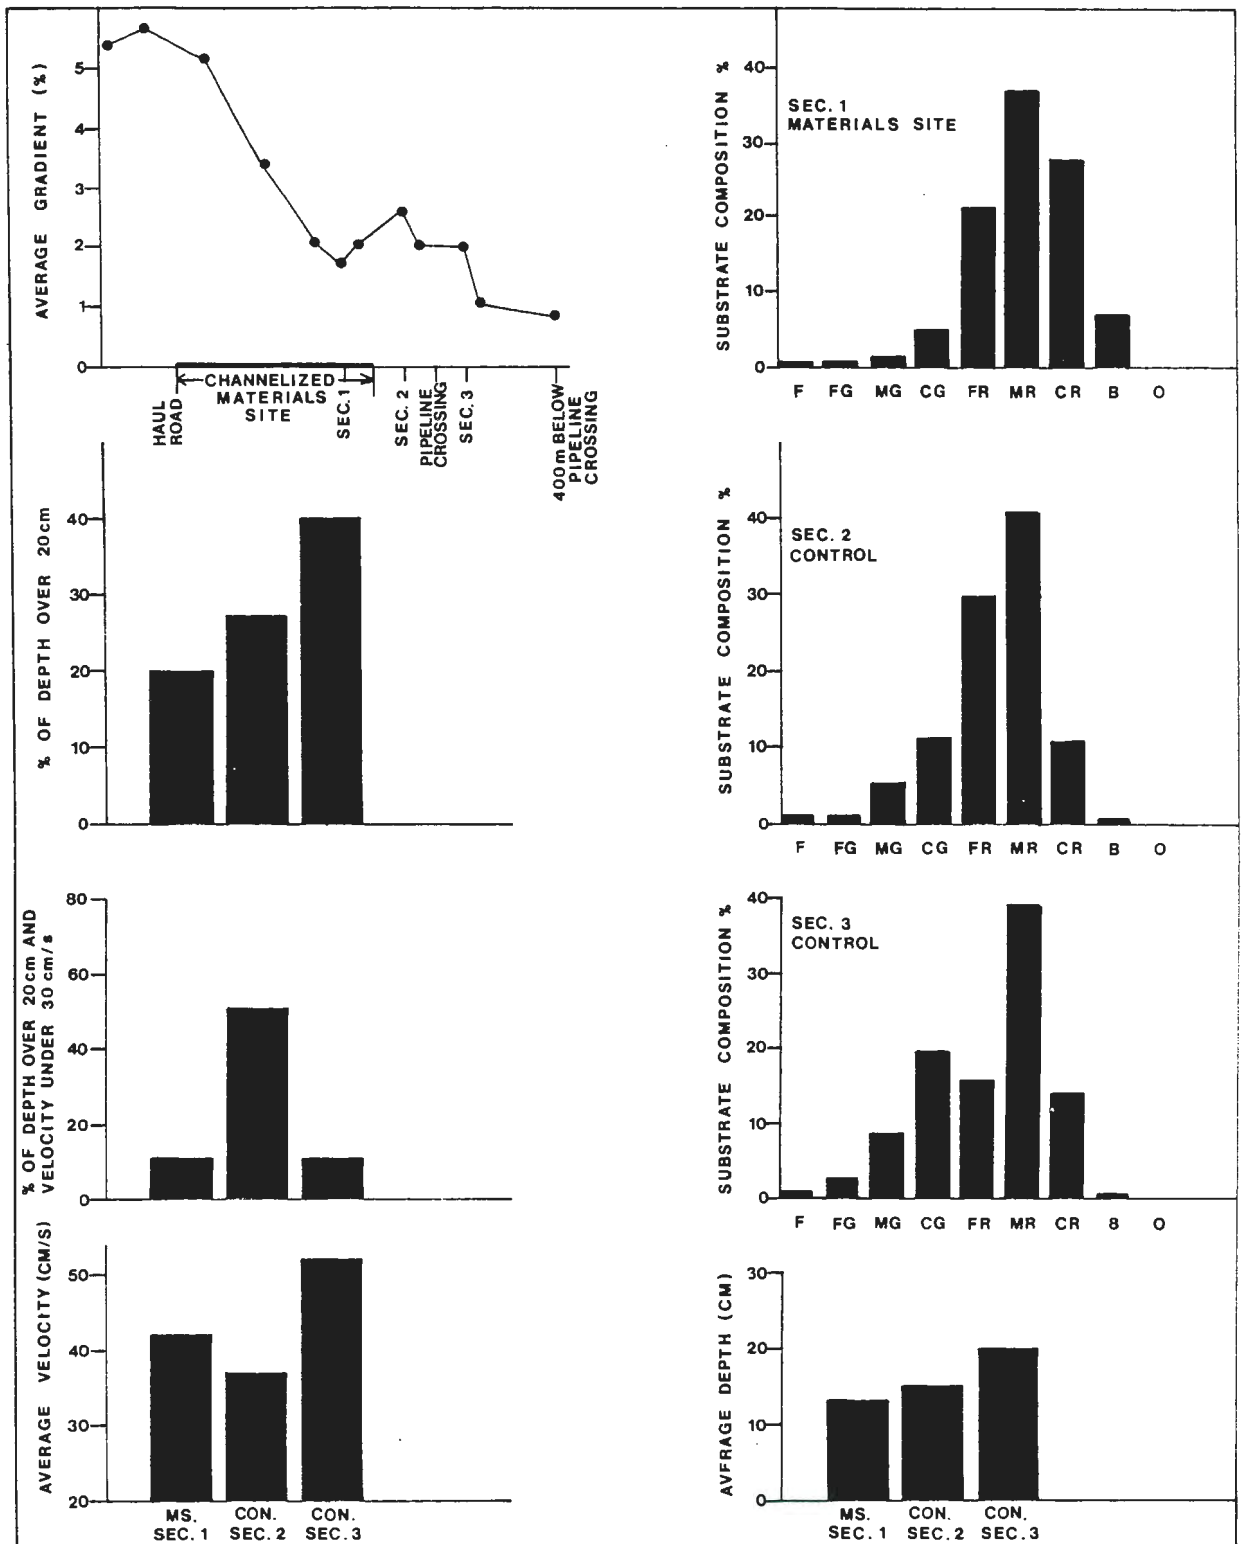 AVERAGE GRADIENT (%)
5
4
3
2
1
0
CHANNELIZED
MATERIALS
SITE
HAUL
ROAD
SEC.1
SEC. 2
PIPELINE
CROSSING
SEC.3
400m BELOW
PIPELINE
CROSSING
% OF DEPTH OVER 20cm
40
30
20
10
0
% OF DEPTH OVER 20cm AND
VELOCITY UNDER 30 cm/s
80
60
40
20
0
AVERAGE VELOCITY (CM/S)
50
40
30
20
MS. CON. CON.
SEC.1 SEC.2 SEC.3
SUBSTRATE COMPOSITION %
40
30
20
10
0
SEC. 1
MATERIALS SITE
F FG MG CG FR MR CR B O
SUBSTRATE COMPOSITION %
40
30
20
10
0
SEC. 2
CONTROL
F FG MG CG FR MR CR B O
SUBSTRATE COMPOSITION %
40
30
20
10
0
SEC. 3
CONTROL
F FG MG CG FR MR CR 8 O
AVFRAGE DEPTH (CM)
30
20
10
0
MS. CON. CON.
SEC.1 SEC.2 SEC.3